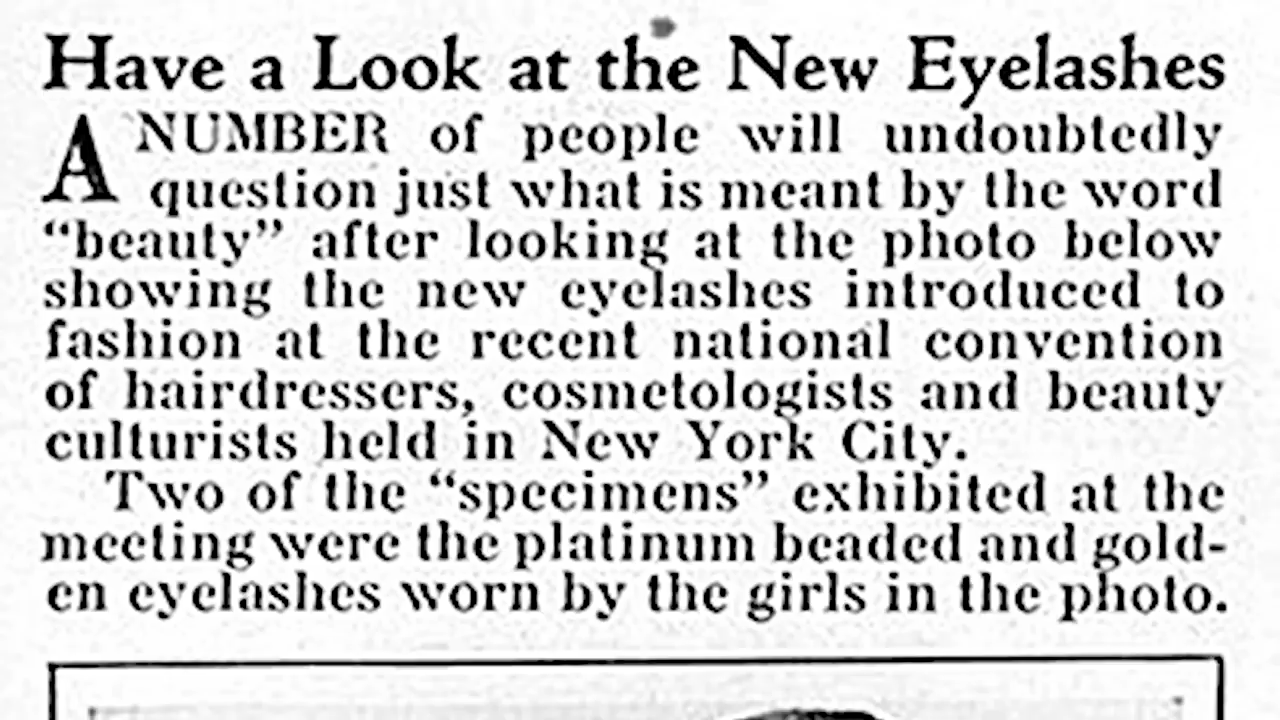 Have a Look at the New Eyelashes
A NUMBER of people will undoubtedly
question just what is meant by the word
“beauty” after looking at the photo below
showing the new eyelashes introduced to
fashion at the recent national convention
of hairdressers, cosmetologists and beauty
culturists held in New York City.
Two of the “specimens” exhibited at the
meeting were the platinum beaded and gold-
en eyelashes worn by the girls in the photo.